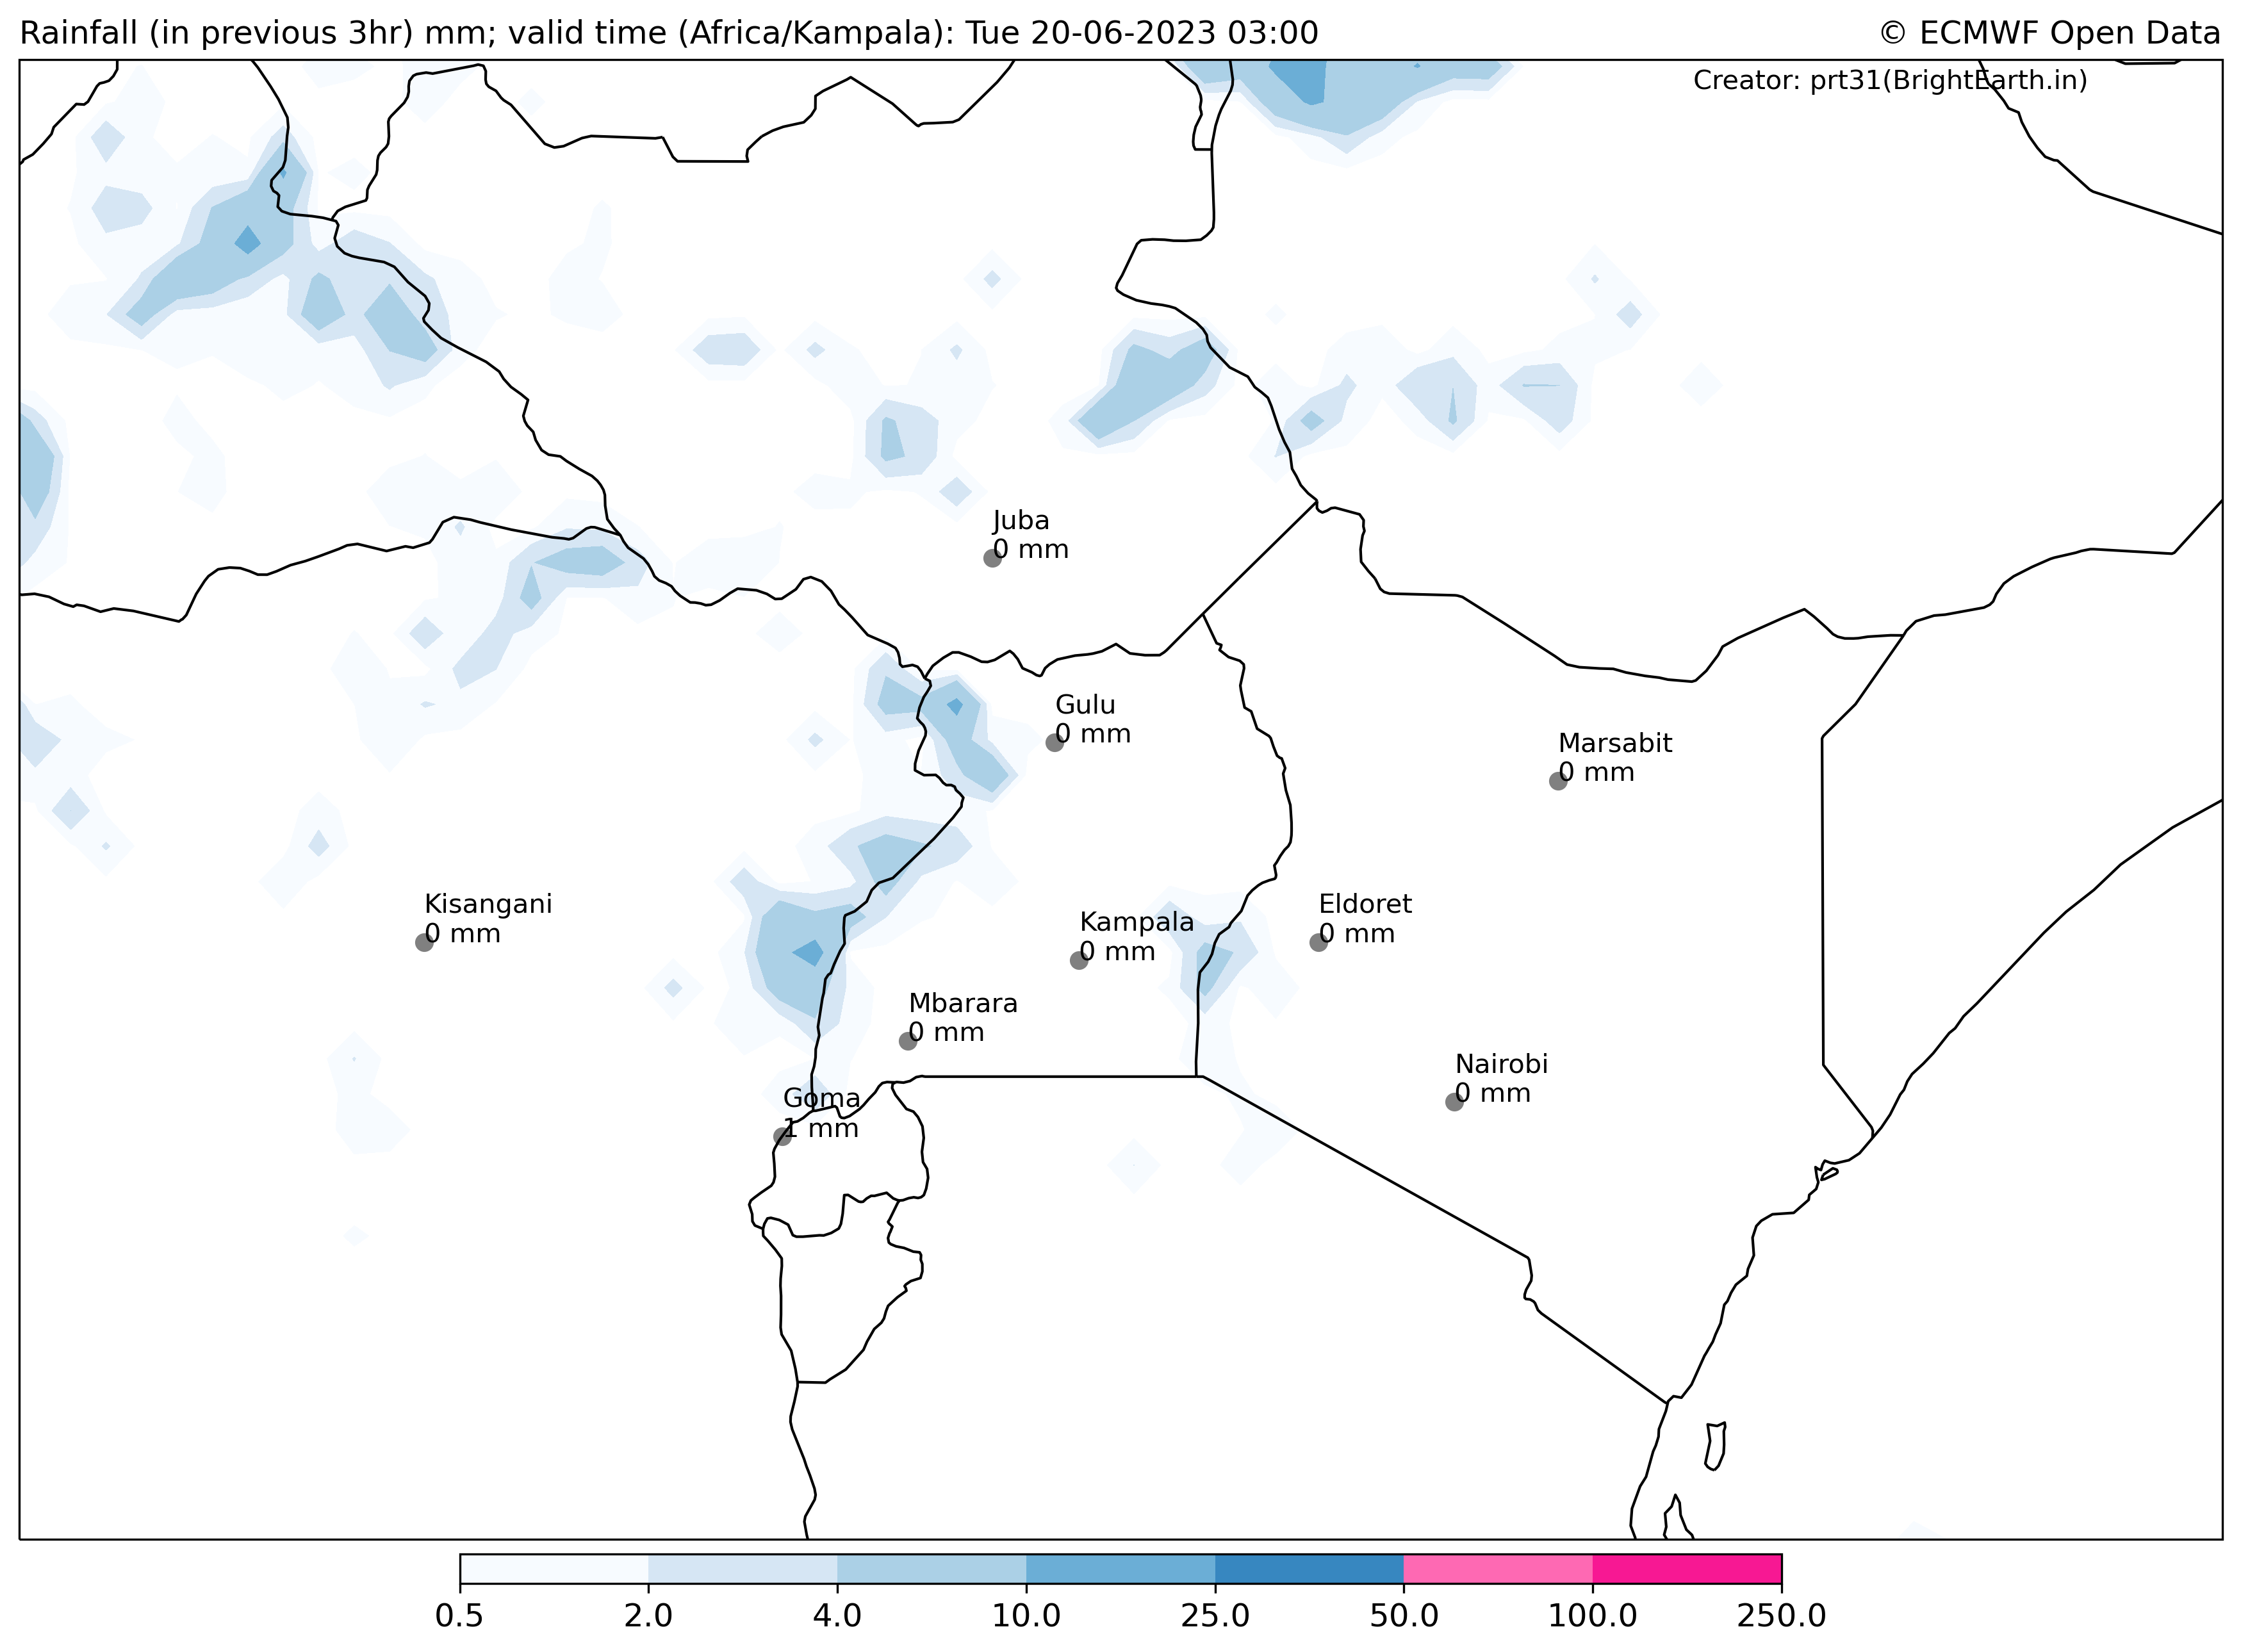 Rainfall (in previous 3hr) mm; valid time (Africa/Kampala): Tue 20-06-2023 03:00
© ECMWF Open Data
Creator: prt31(BrightEarth.in)
Juba
0 mm
Gulu
0 mm
Marsabit
0 mm
Kisangani
0 mm
Kampala
0 mm
Eldoret
0 mm
Mbarara
0 mm
Nairobi
0 mm
Goma
1 mm
0.5 2.0 4.0 10.0 25.0 50.0 100.0 250.0